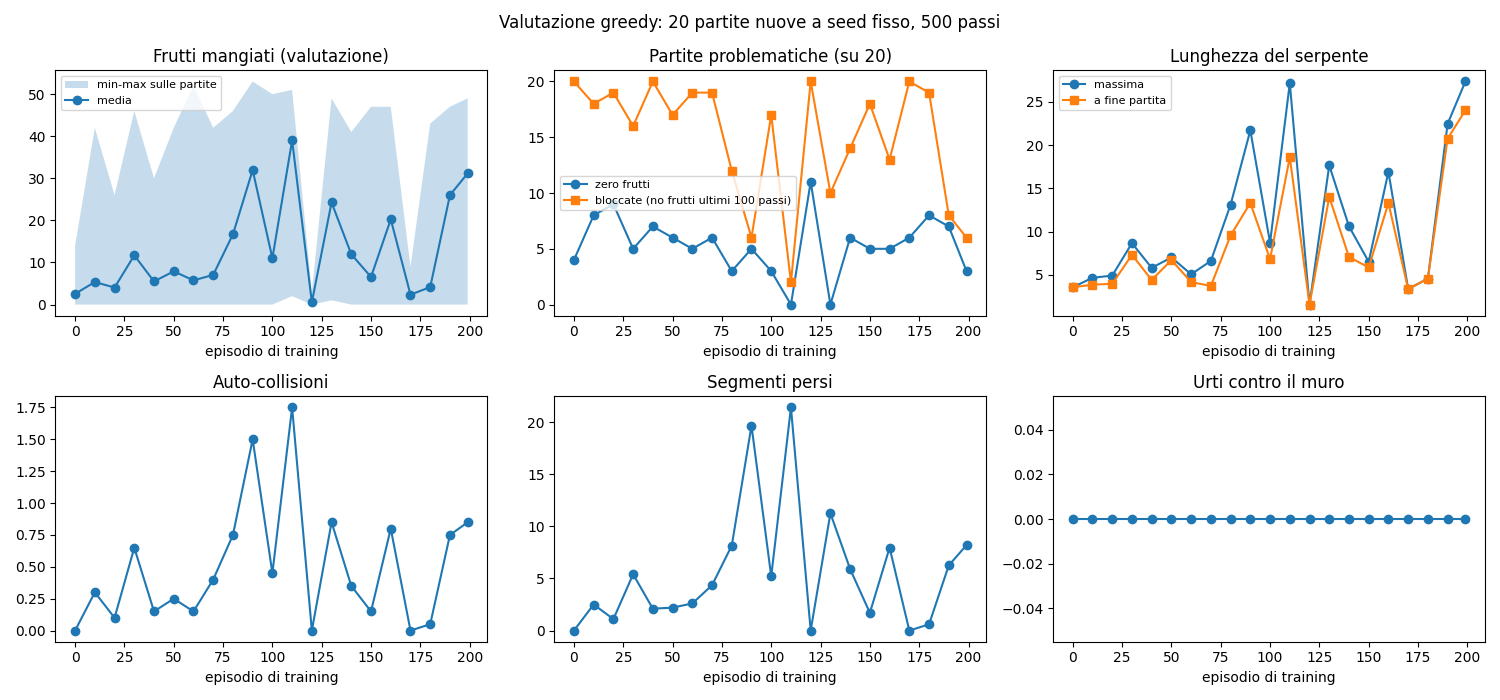 Valutazione greedy: 20 partite nuove a seed fisso, 500 passi
Frutti mangiati (valutazione)
min-max sulle partite
media
50
40
30
20
10
0
0 25 50 75 100 125 150 175 200
episodio di training
Partite problematiche (su 20)
zero frutti
bloccate (no frutti ultimi 100 passi)
20
15
10
5
0
0 25 50 75 100 125 150 175 200
episodio di training
Lunghezza del serpente
massima
a fine partita
25
20
15
10
5
0 25 50 75 100 125 150 175 200
episodio di training
Auto-collisioni
1.75
1.50
1.25
1.00
0.75
0.50
0.25
0.00
0 25 50 75 100 125 150 175 200
episodio di training
Segmenti persi
20
15
10
5
0
0 25 50 75 100 125 150 175 200
episodio di training
Urti contro il muro
0.04
0.02
0.00
−0.02
−0.04
0 25 50 75 100 125 150 175 200
episodio di training